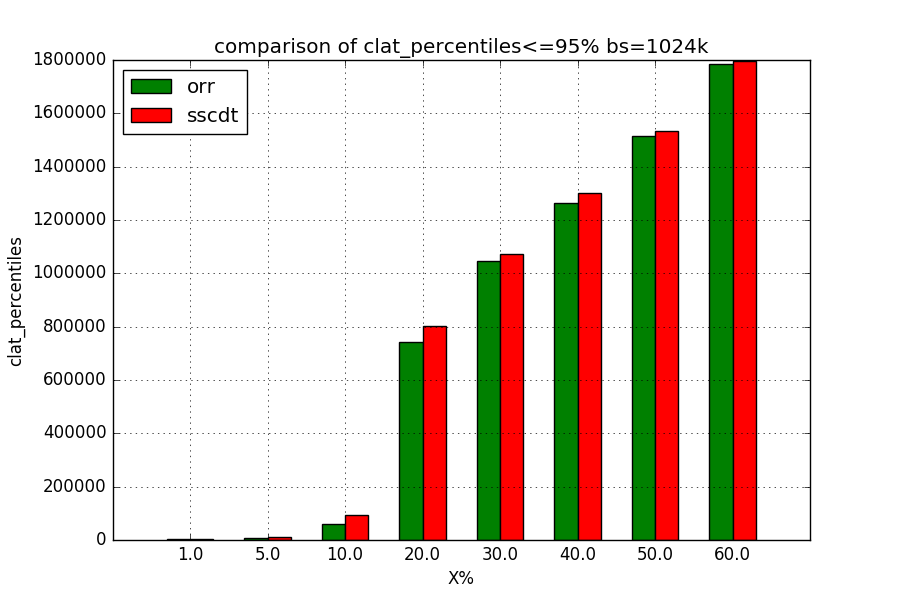 comparison of clat_percentiles<=95% bs=1024k
1800000
1600000
1400000
1200000
1000000
800000
600000
400000
200000
0
clat_percentiles
orr
sscdt
1.0 5.0 10.0 20.0 30.0 40.0 50.0 60.0
X%